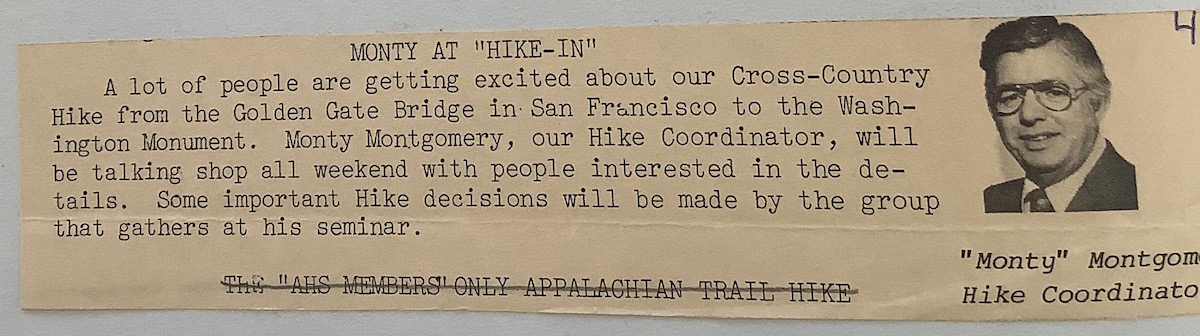 MONTY AT "HIKE-IN"
A lot of people are getting excited about our Cross-Country
Hike from the Golden Gate Bridge in San Francisco to the Wash-
ington Monument. Monty Montgomery, our Hike Coordinator, will
be talking shop all weekend with people interested in the de-
tails. Some important Hike decisions will be made by the group
that gathers at his seminar.
THE "AHS MEMBERS" ONLY APPALACHIAN TRAIL HIKE
4
"Monty" Montgom
Hike Coordinato